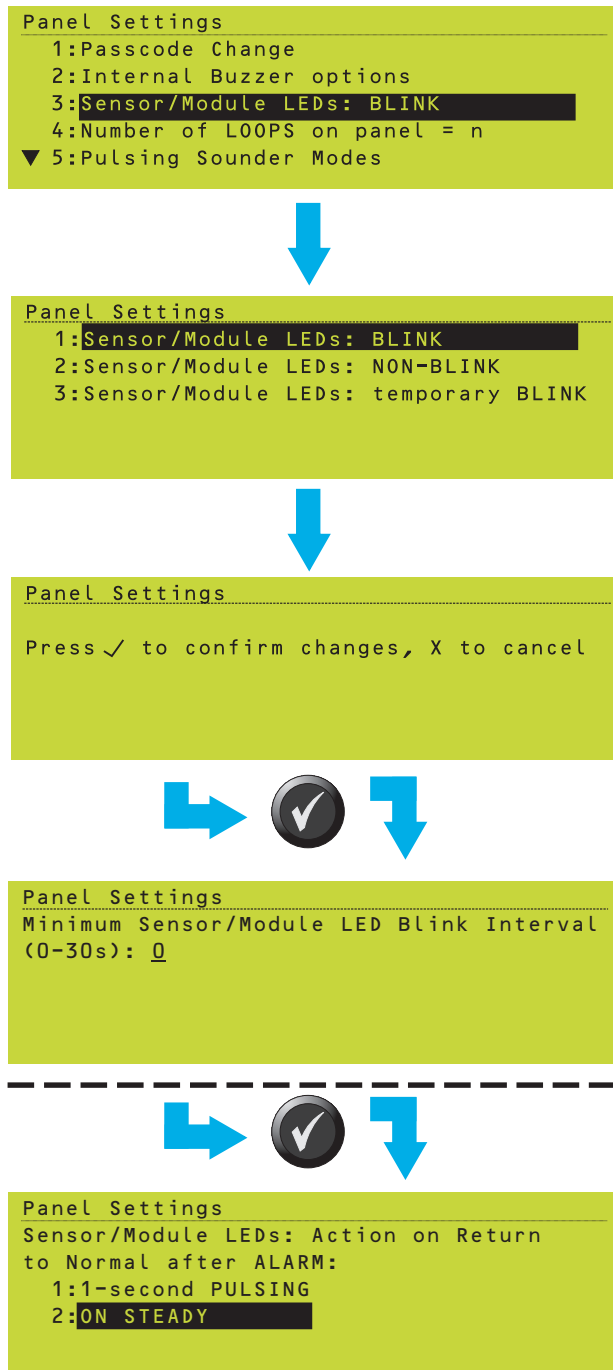 Panel Settings
1:Passcode Change
2:Internal Buzzer options
3:Sensor/Module LEDs: BLINK
4:Number of LOOPS on panel = n
▼ 5:Pulsing Sounder Modes
Panel Settings
1:Sensor/Module LEDs: BLINK
2:Sensor/Module LEDs: NON-BLINK
3:Sensor/Module LEDs: temporary BLINK
Panel Settings
Press ✓ to confirm changes, X to cancel
Panel Settings
Minimum Sensor/Module LED Blink Interval
(0-30s): 0
Panel Settings
Sensor/Module LEDs: Action on Return
to Normal after ALARM:
1:1-second PULSING
2:ON STEADY